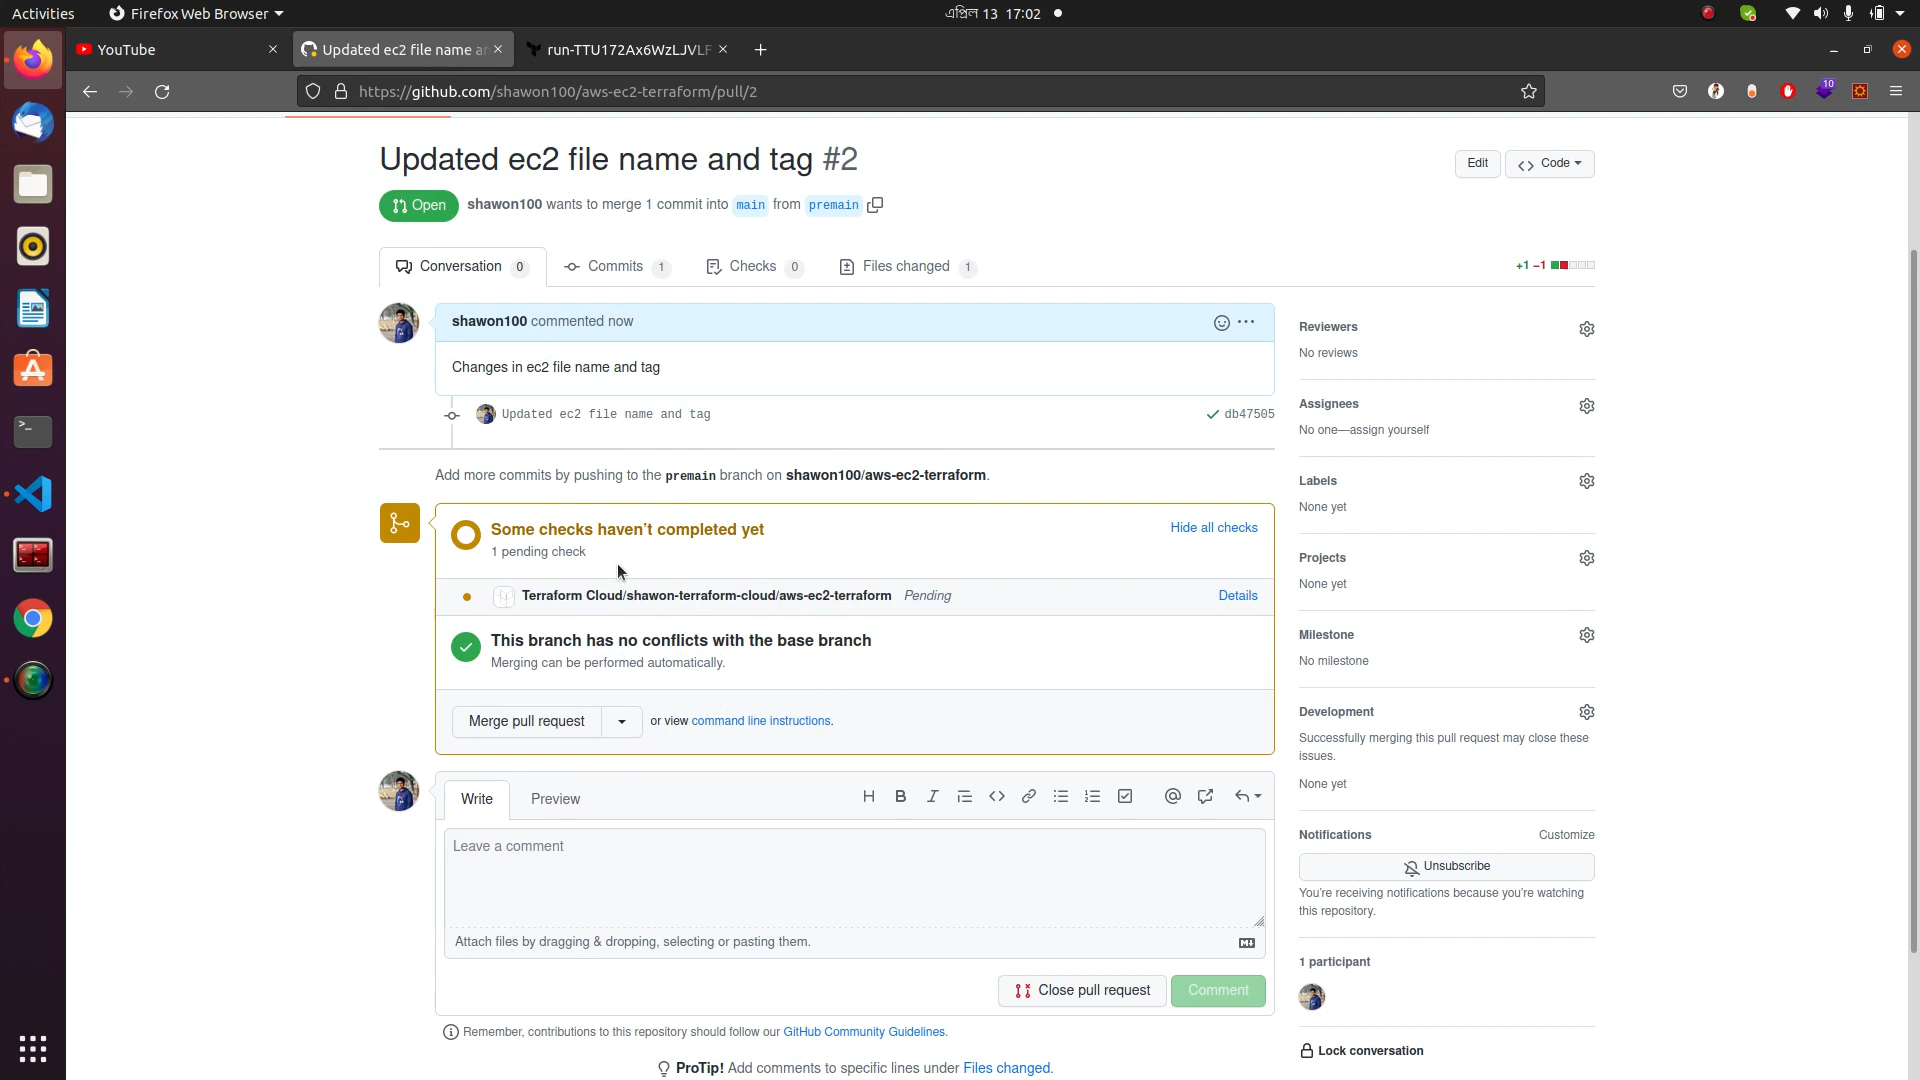 Activities
Firefox Web Browser
এপ্রিল 13 17:02
YouTube
Updated ec2 file name an
run-TTU172Ax6WzLJVLF
https://github.com/shawon100/aws-ec2-terraform/pull/2
10
Updated ec2 file name and tag #2
Edit
Code
Open
shawon100 wants to merge 1 commit into main from premain
Conversation 0
Commits 1
Checks 0
Files changed 1
+1 −1
shawon100 commented now
Changes in ec2 file name and tag
Updated ec2 file name and tag
db47505
Add more commits by pushing to the premain branch on shawon100/aws-ec2-terraform.
Some checks haven’t completed yet
1 pending check
Hide all checks
Terraform Cloud/shawon-terraform-cloud/aws-ec2-terraform Pending
Details
This branch has no conflicts with the base branch
Merging can be performed automatically.
Merge pull request
or view command line instructions.
Write
Preview
Leave a comment
Attach files by dragging & dropping, selecting or pasting them.
Close pull request
Comment
Remember, contributions to this repository should follow our GitHub Community Guidelines.
ProTip! Add comments to specific lines under Files changed.
Reviewers
No reviews
Assignees
No one—assign yourself
Labels
None yet
Projects
None yet
Milestone
No milestone
Development
Successfully merging this pull request may close these
issues.
None yet
Notifications
Customize
Unsubscribe
You’re receiving notifications because you’re watching
this repository.
1 participant
Lock conversation